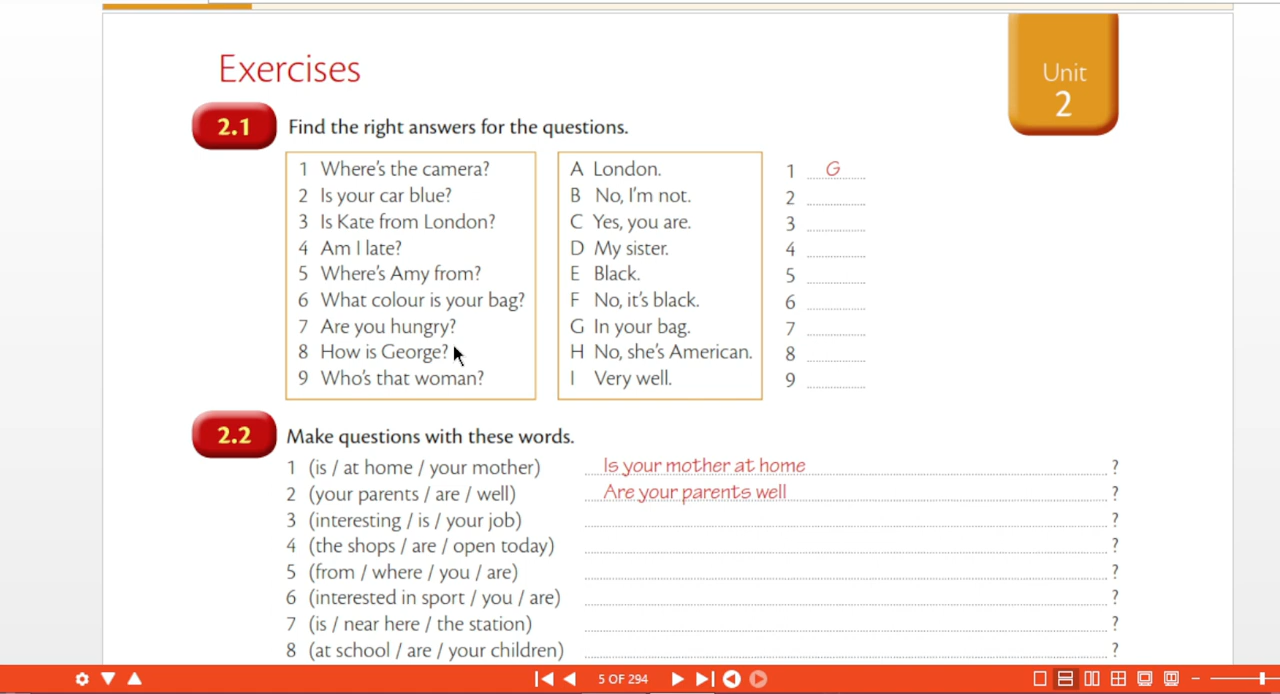 Exercises
Unit
2
2.1 Find the right answers for the questions.
1 Where's the camera? A London. 1 G
2 Is your car blue? B No, I'm not. 2
3 Is Kate from London? C Yes, you are. 3
4 Am I late? D My sister. 4
5 Where's Amy from? E Black. 5
6 What colour is your bag? F No, it's black. 6
7 Are you hungry? G In your bag. 7
8 How is George? H No, she's American. 8
9 Who's that woman? I Very well. 9
2.2 Make questions with these words.
1 (is / at home / your mother) Is your mother at home ?
2 (your parents / are / well) Are your parents well ?
3 (interesting / is / your job) ?
4 (the shops / are / open today) ?
5 (from / where / you / are) ?
6 (interested in sport / you / are) ?
7 (is / near here / the station) ?
8 (at school / are / your children) ?
5 OF 294